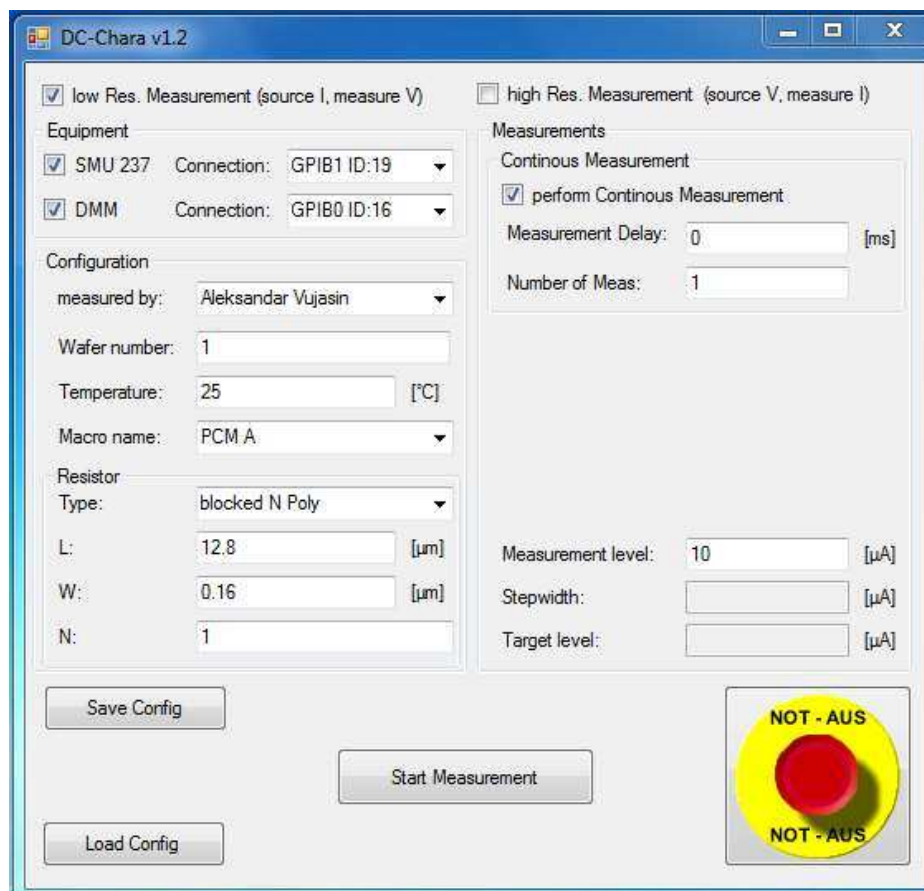 DC-Chara v1.2
low Res. Measurement (source I, measure V)
high Res. Measurement (source V, measure I)
Equipment
SMU 237 Connection: GPIB1 ID:19
DMM Connection: GPIB0 ID:16
Configuration
measured by: Aleksandar Vujasin
Wafer number: 1
Temperature: 25 [°C]
Macro name: PCM A
Resistor
Type: blocked N Poly
L: 12.8 [µm]
W: 0.16 [µm]
N: 1
Measurements
Continous Measurement
perform Continous Measurement
Measurement Delay: 0 [ms]
Number of Meas: 1
Measurement level: 10 [µA]
Stepwidth: [µA]
Target level: [µA]
Save Config
Start Measurement
Load Config
NOT - AUS
NOT - AUS